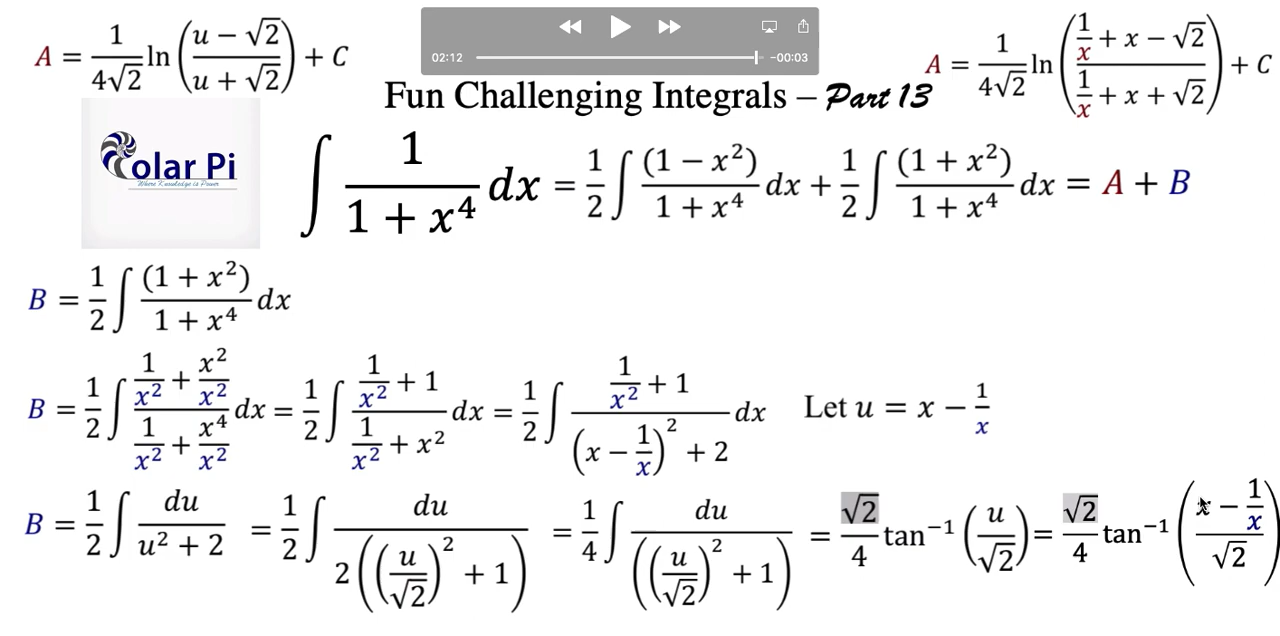 A = 1/(4√2) ln((u − √2)/(u + √2)) + C
02:12 -00:03
A = 1/(4√2) ln((1/x + x − √2)/(1/x + x + √2)) + C
Fun Challenging Integrals – Part 13
olar Pi
Where Knowledge is Power
∫ 1/(1 + x⁴) dx = 1/2 ∫ (1 − x²)/(1 + x⁴) dx + 1/2 ∫ (1 + x²)/(1 + x⁴) dx = A + B
B = 1/2 ∫ (1 + x²)/(1 + x⁴) dx
B = 1/2 ∫ (1/x² + x²/x²)/(1/x² + x⁴/x²) dx = 1/2 ∫ (1/x² + 1)/(1/x² + x²) dx = 1/2 ∫ (1/x² + 1)/((x − 1/x)² + 2) dx Let u = x − 1/x
B = 1/2 ∫ du/(u² + 2) = 1/2 ∫ du/(2((u/√2)² + 1)) = 1/4 ∫ du/((u/√2)² + 1) = √2/4 tan⁻¹(u/√2) = √2/4 tan⁻¹((x − 1/x)/√2)